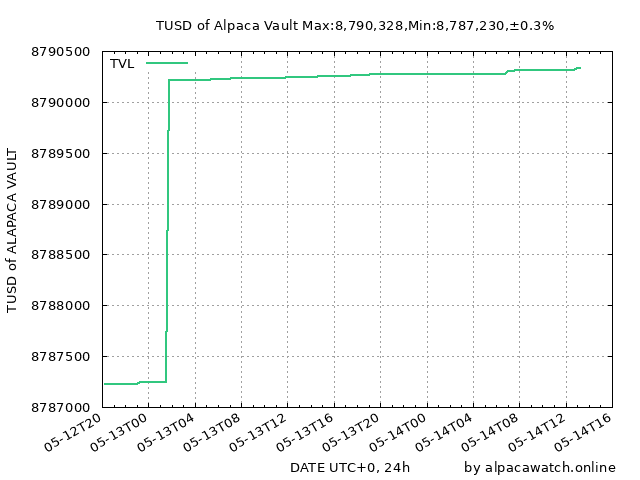 TUSD of Alpaca Vault Max:8,790,328,Min:8,787,230,±0.3%
TVL
TUSD of ALAPACA VAULT
8790500
8790000
8789500
8789000
8788500
8788000
8787500
8787000
05-12T20
05-13T00
05-13T04
05-13T08
05-13T12
05-13T16
05-13T20
05-14T00
05-14T04
05-14T08
05-14T12
05-14T16
DATE UTC+0, 24h
by alpacawatch.online